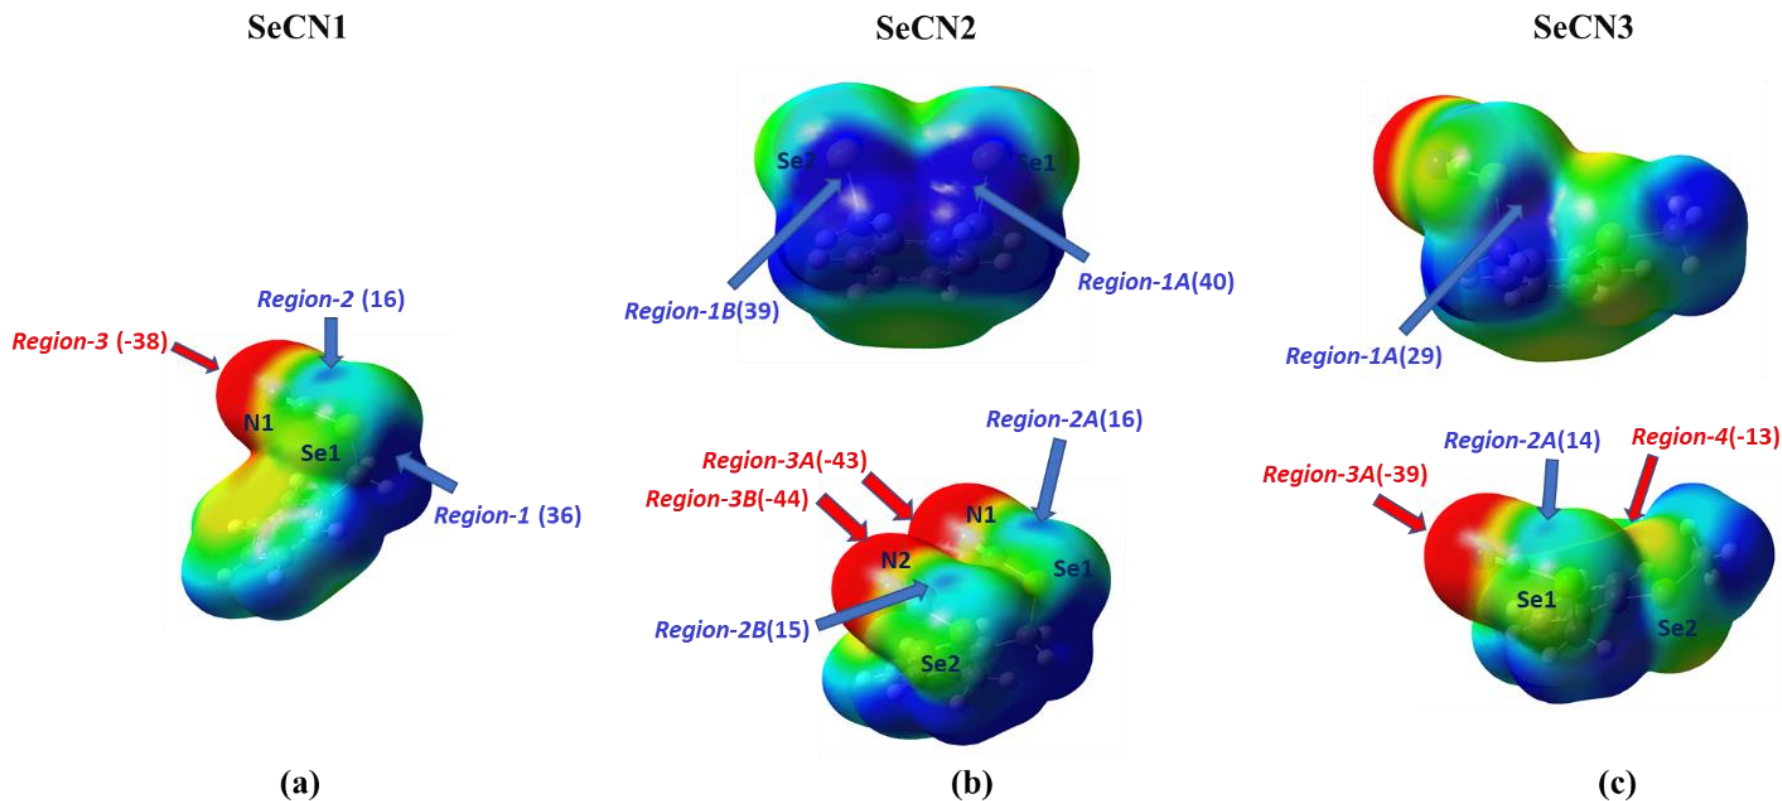 SeCN1
SeCN2
SeCN3
Region-2 (16)
Region-3 (-38)
N1
Se1
Region-1 (36)
Se2
Se1
Region-1B(39)
Region-1A(40)
Region-2A(16)
Region-3A(-43)
Region-3B(-44)
N1
N2
Se1
Region-2B(15)
Se2
Region-1A(29)
Region-2A(14)
Region-4(-13)
Region-3A(-39)
Se1
Se2
(a)
(b)
(c)